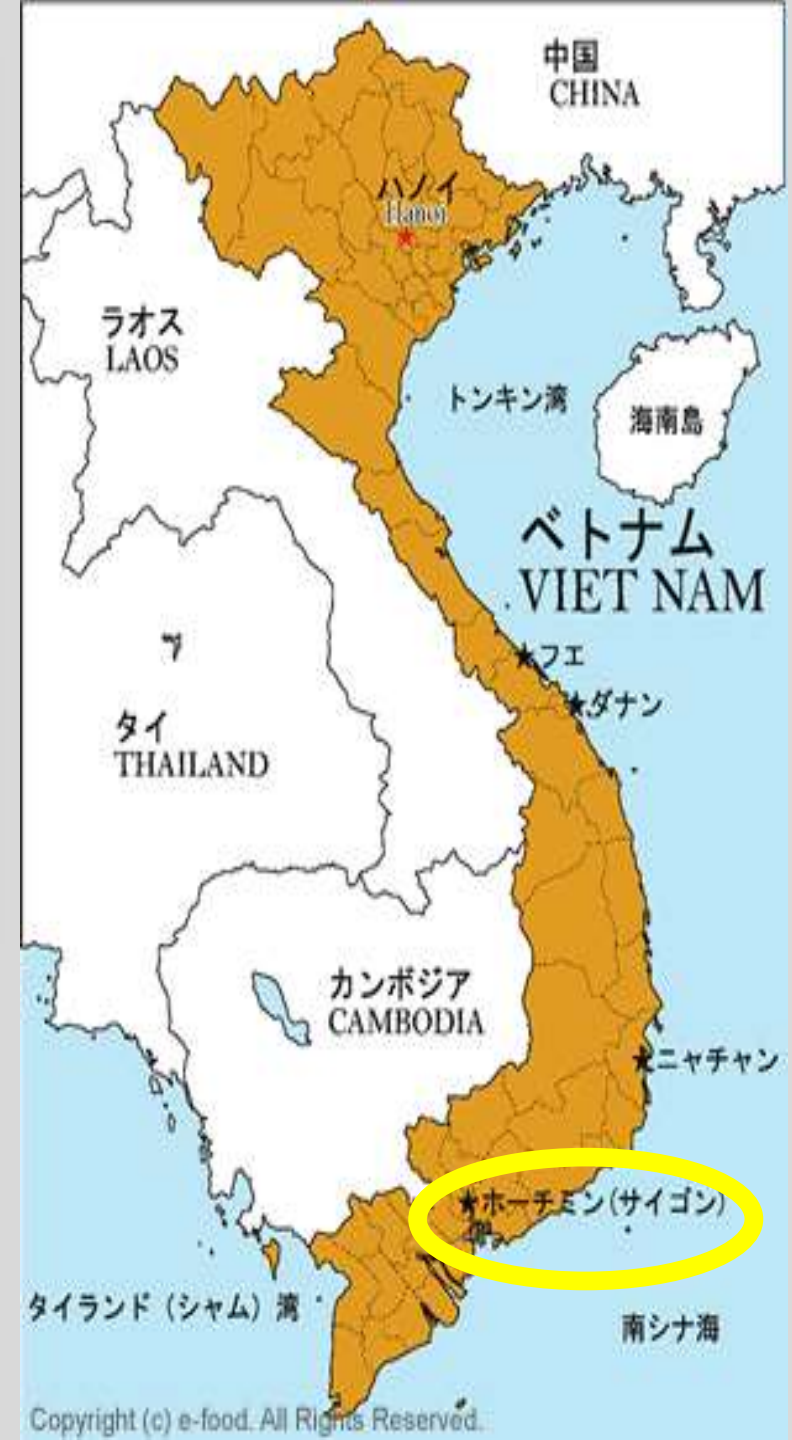 中国
CHINA
ハノイ
Hanoi
ラオス
LAOS
トンキン湾
海南島
ベトナム
VIET NAM
フエ
ダナン
タイ
THAILAND
カンボジア
CAMBODIA
ニャチャン
ホーチミン(サイゴン)
タイランド(シャム)湾
南シナ海
Copyright (c) e-food. All Rights Reserved.